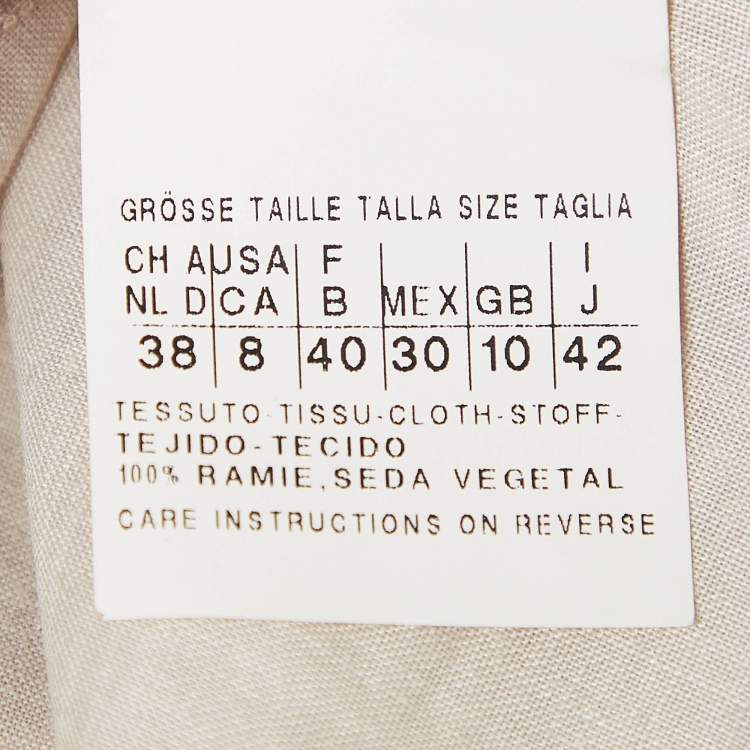 GRÖSSE TAILLE TALLA SIZE TAGLIA
CH A USA F I
NL D CA B MEX GB J
38 8 40 30 10 42
TESSUTO-TISSU-CLOTH-STOFF-
TEJIDO-TECIDO
100% RAMIE, SEDA VEGETAL
CARE INSTRUCTIONS ON REVERSE